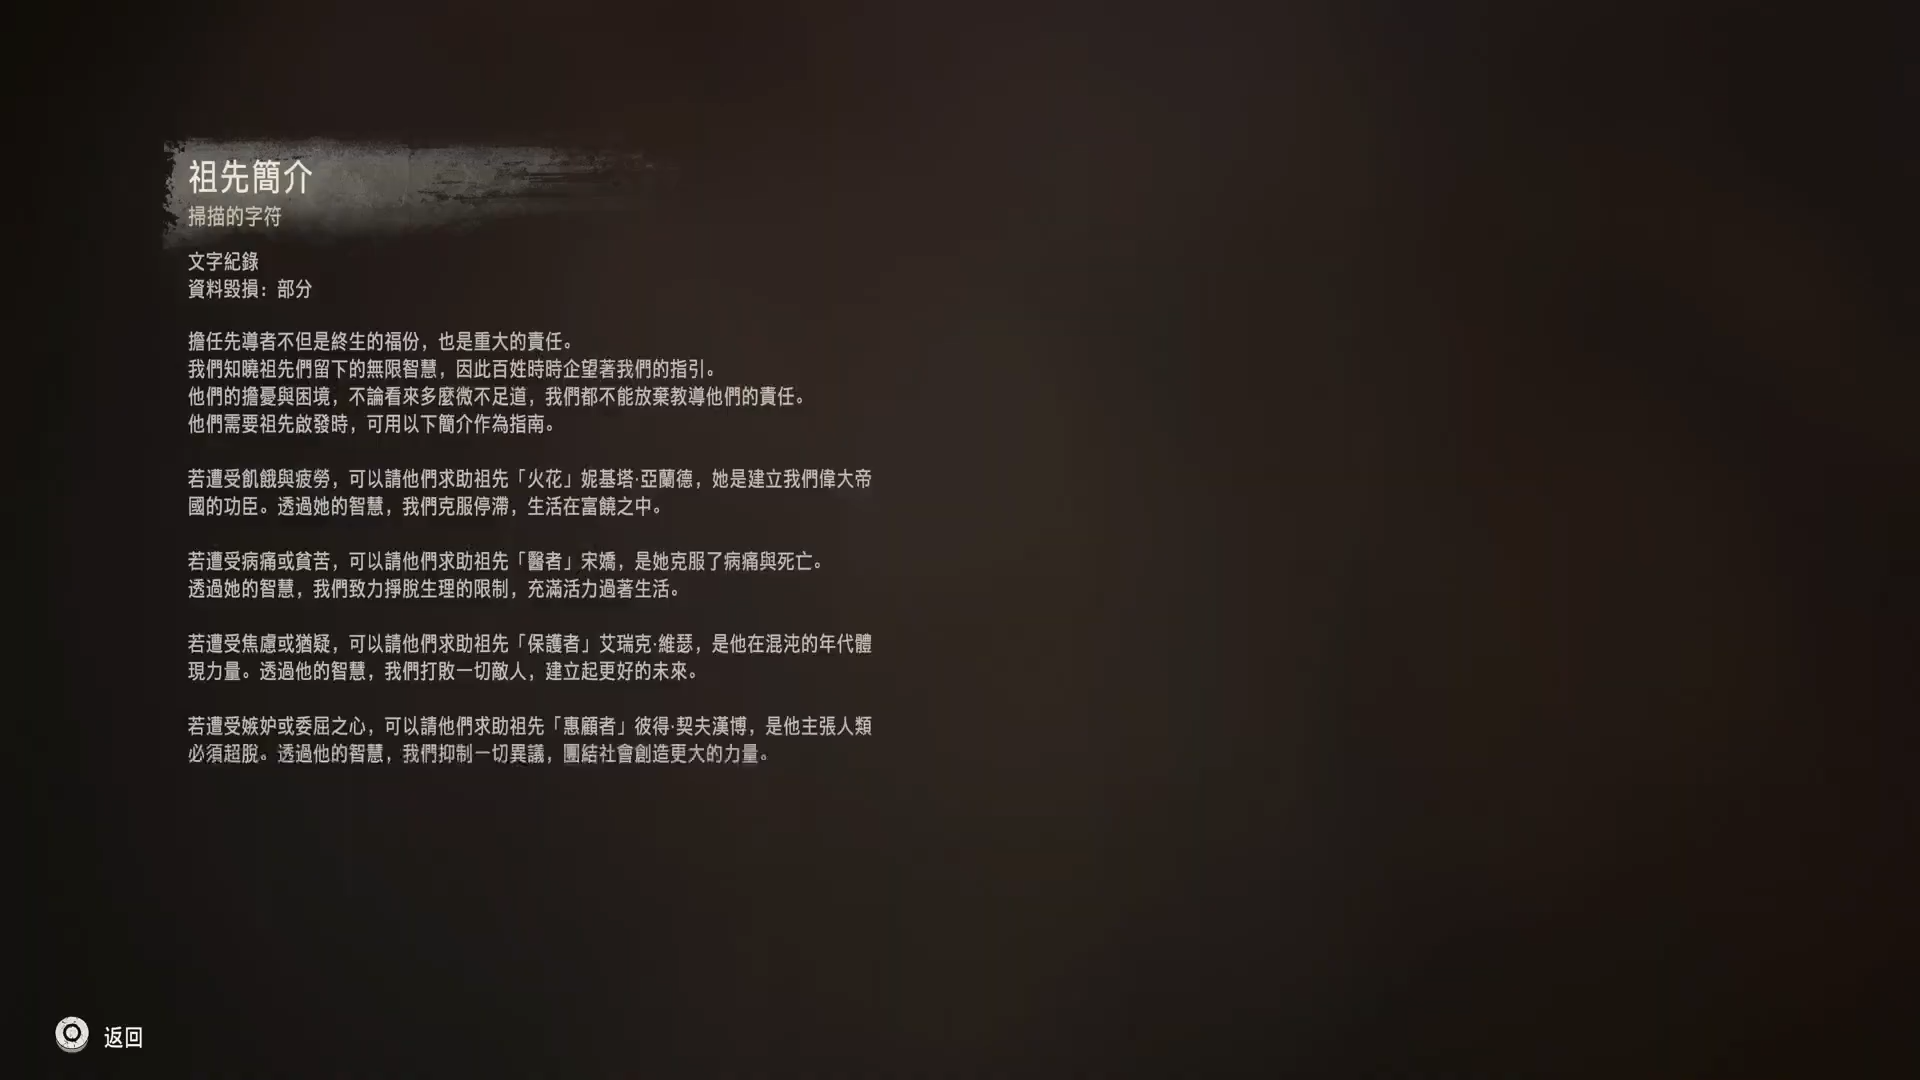 祖先簡介
掃描的字符
文字紀錄
資料毀損：部分
擔任先導者不但是終生的福份，也是重大的責任。
我們知曉祖先們留下的無限智慧，因此百姓時時企望著我們的指引。
他們的擔憂與困境，不論看來多麼微不足道，我們都不能放棄教導他們的責任。
他們需要祖先啟發時，可用以下簡介作為指南。
若遭受飢餓與疲勞，可以請他們求助祖先「火花」妮基塔·亞蘭德，她是建立我們偉大帝
國的功臣。透過她的智慧，我們克服停滯，生活在富饒之中。
若遭受病痛或貧苦，可以請他們求助祖先「醫者」宋嬌，是她克服了病痛與死亡。
透過她的智慧，我們致力掙脫生理的限制，充滿活力過著生活。
若遭受焦慮或猶疑，可以請他們求助祖先「保護者」艾瑞克·維瑟，是他在混沌的年代體
現力量。透過他的智慧，我們打敗一切敵人，建立起更好的未來。
若遭受嫉妒或委屈之心，可以請他們求助祖先「惠顧者」彼得·契夫漢博，是他主張人類
必須超脫。透過他的智慧，我們抑制一切異議，團結社會創造更大的力量。
返回